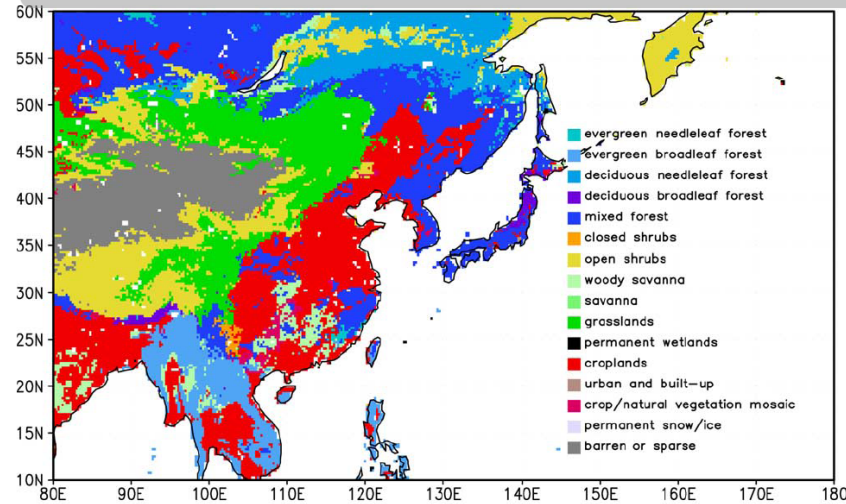 60N
55N
50N
45N
40N
35N
30N
25N
20N
15N
10N
80E 90E 100E 110E 120E 130E 140E 150E 160E 170E 180
evergreen needleleaf forest
evergreen broadleaf forest
deciduous needleleaf forest
deciduous broadleaf forest
mixed forest
closed shrubs
open shrubs
woody savanna
savanna
grasslands
permanent wetlands
croplands
urban and built-up
crop/natural vegetation mosaic
permanent snow/ice
barren or sparse